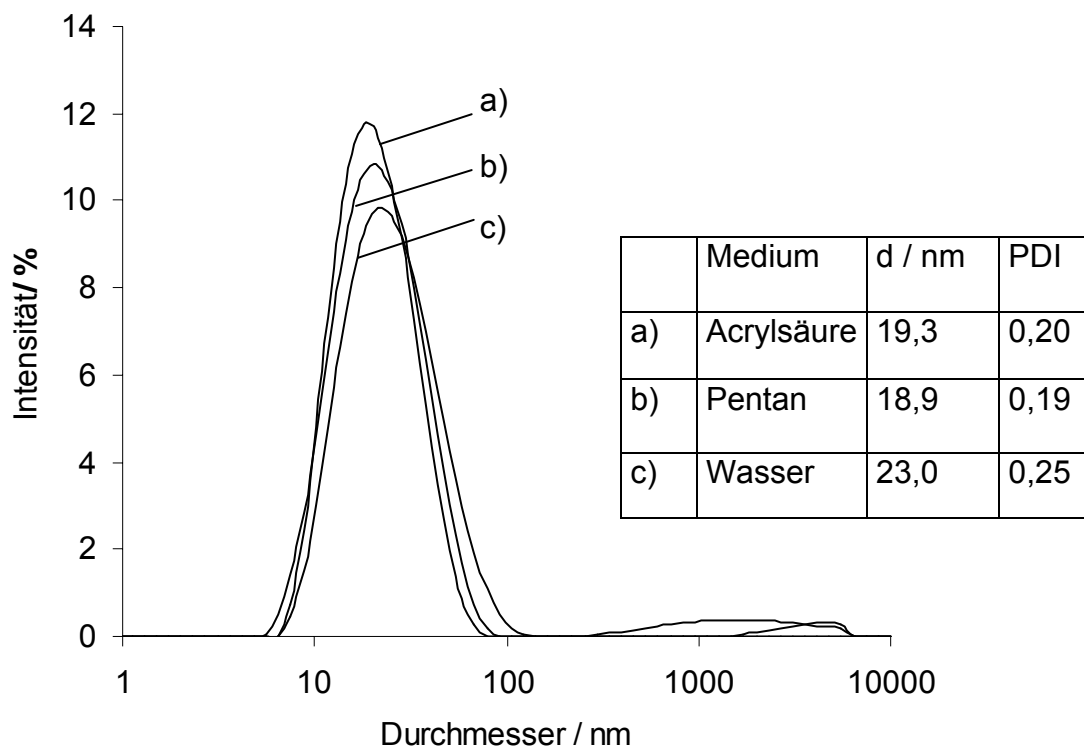 14
12
10
8
6
4
2
0
Intensität/ %
a)
b)
c)
1
10
100
1000
10000
Durchmesser / nm
Medium d / nm PDI
a) Acrylsäure 19,3 0,20
b) Pentan 18,9 0,19
c) Wasser 23,0 0,25